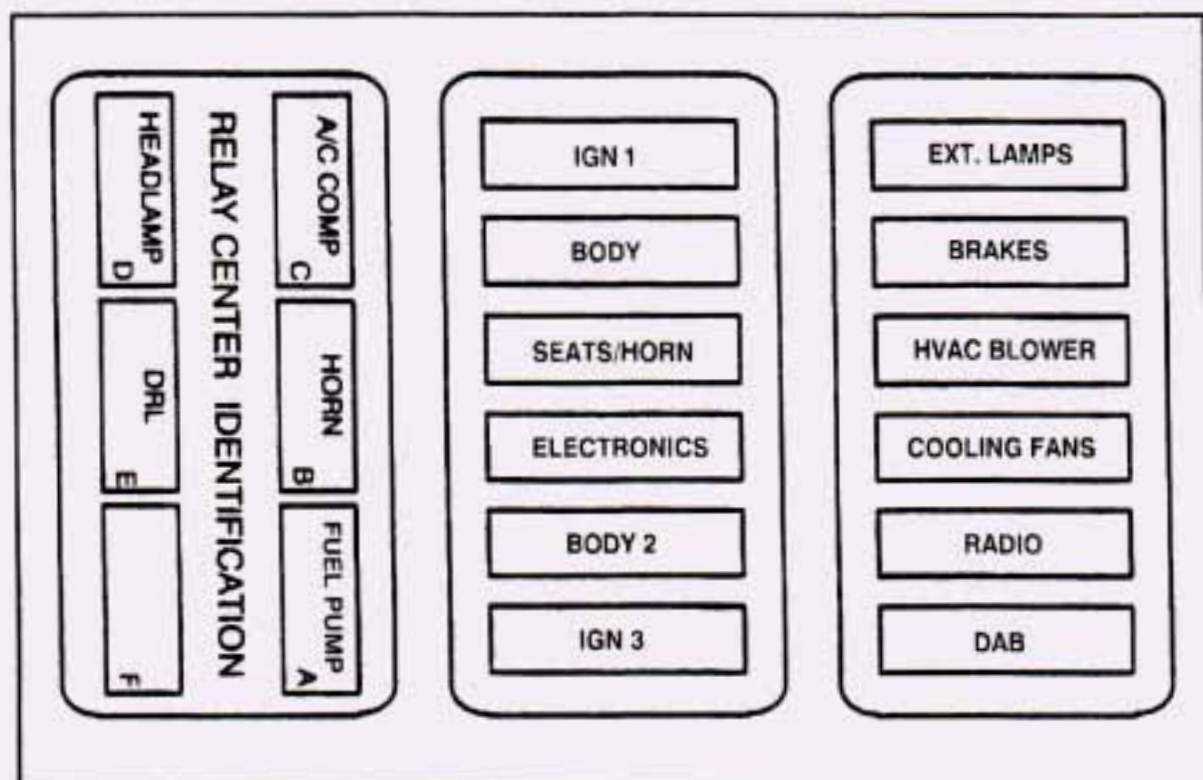 A/C COMP
C
HORN
B
FUEL PUMP
A
RELAY CENTER IDENTIFICATION
HEADLAMP
D
DRL
E
F
IGN 1
BODY
SEATS/HORN
ELECTRONICS
BODY 2
IGN 3
EXT. LAMPS
BRAKES
HVAC BLOWER
COOLING FANS
RADIO
DAB